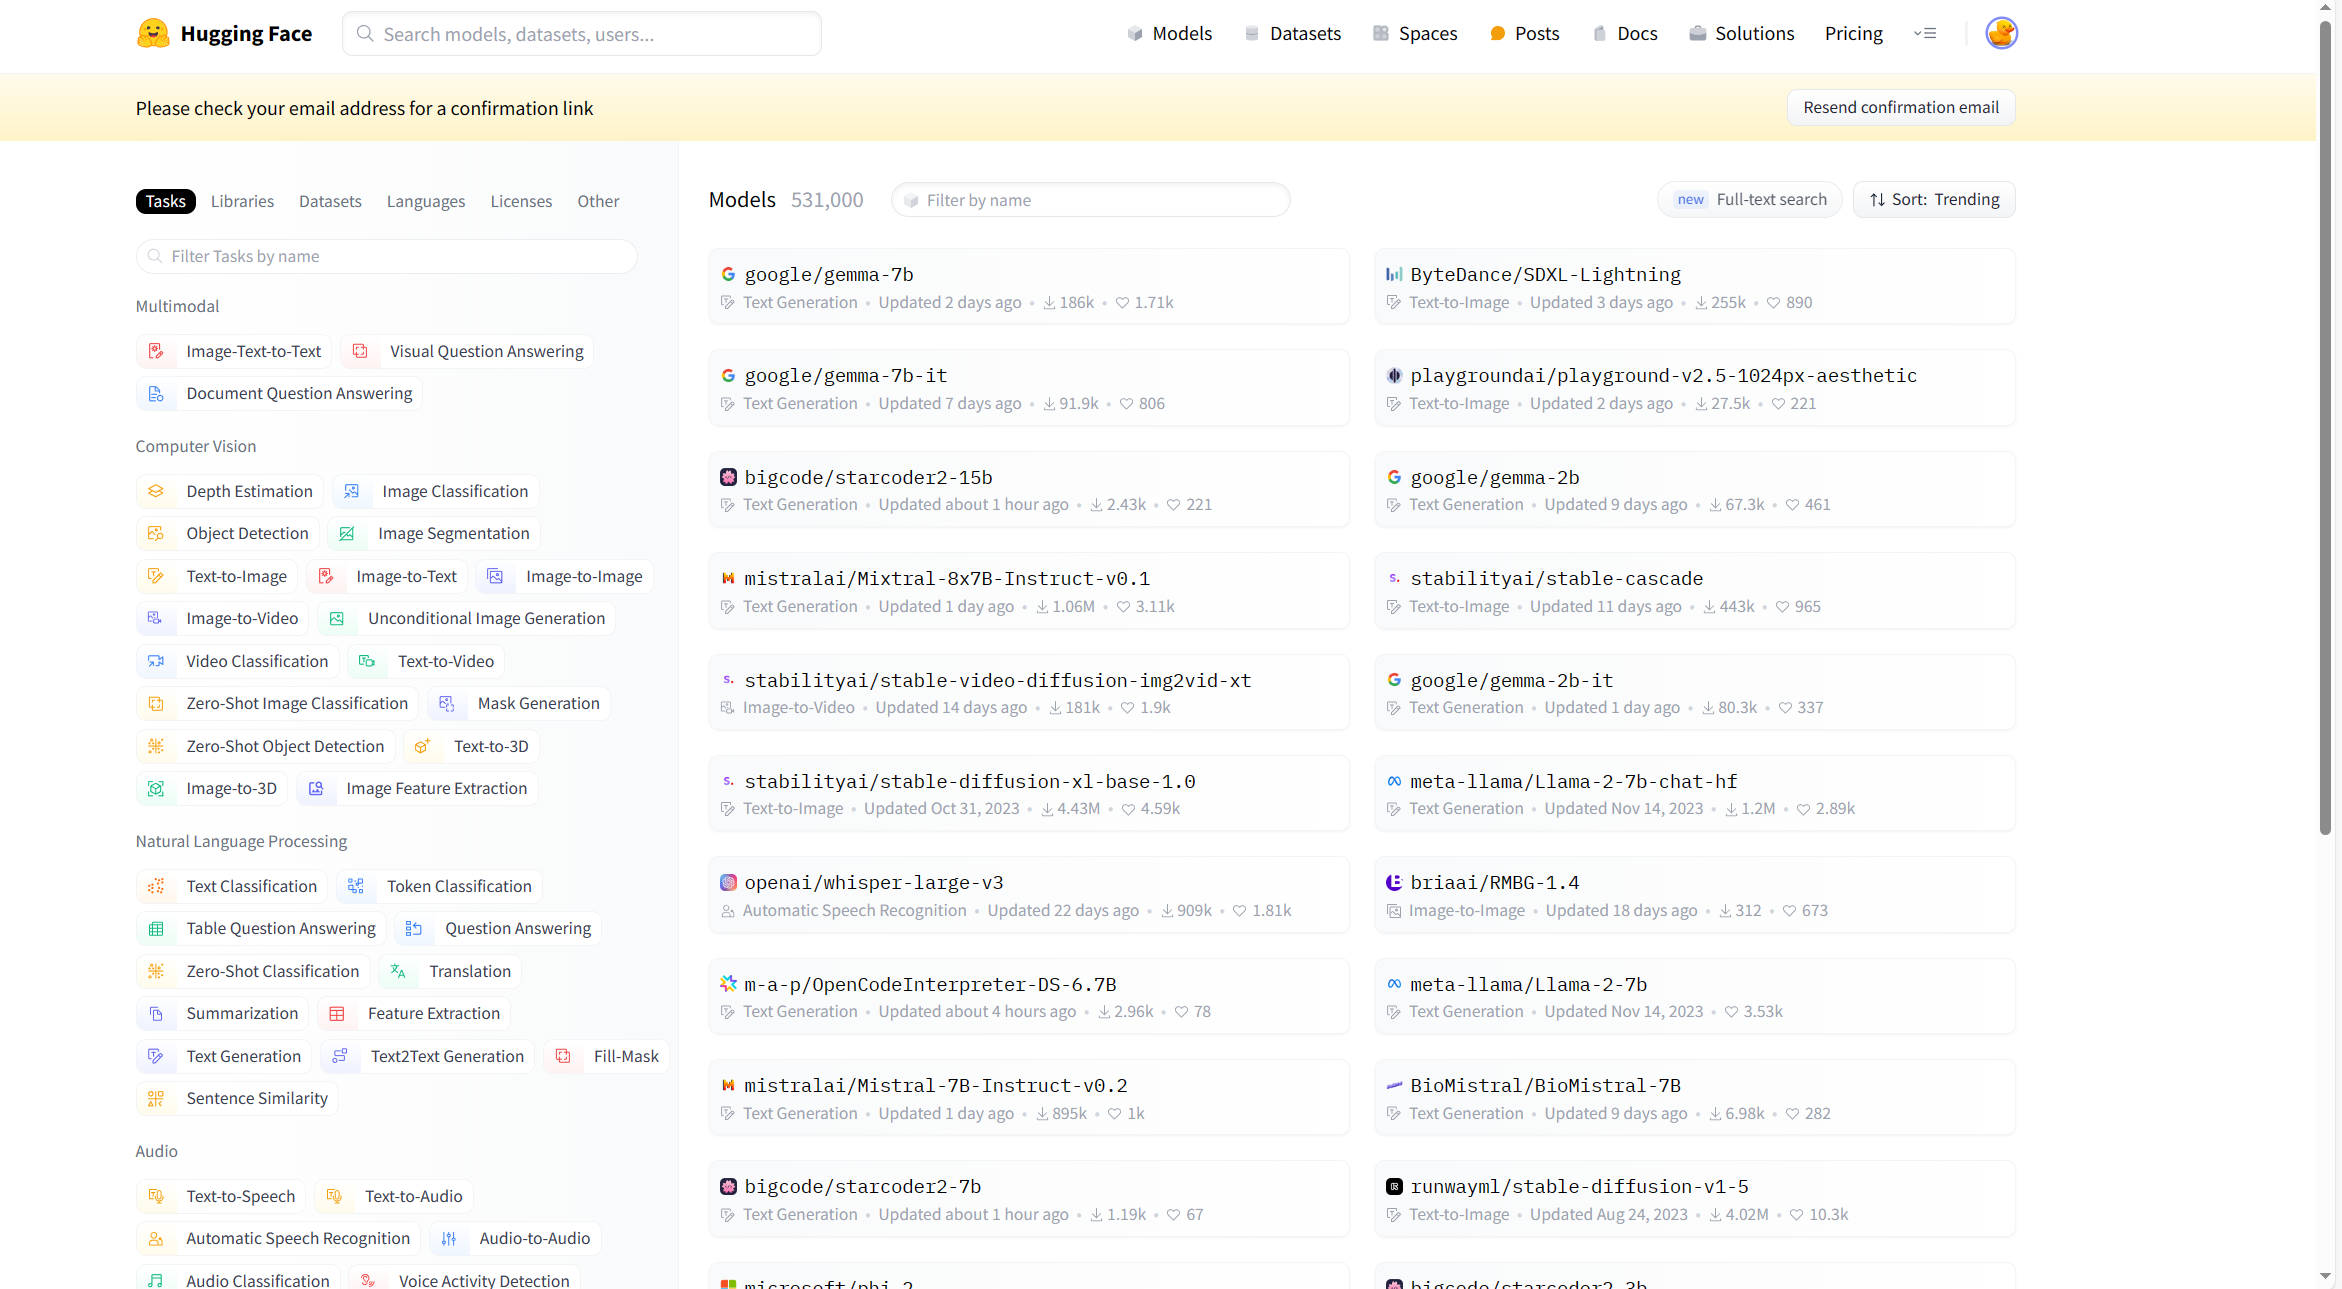 Hugging Face
Search models, datasets, users...
Models
Datasets
Spaces
Posts
Docs
Solutions
Pricing
Please check your email address for a confirmation link
Resend confirmation email
Tasks Libraries Datasets Languages Licenses Other
Filter Tasks by name
Multimodal
Image-Text-to-Text Visual Question Answering
Document Question Answering
Computer Vision
Depth Estimation Image Classification
Object Detection Image Segmentation
Text-to-Image Image-to-Text Image-to-Image
Image-to-Video Unconditional Image Generation
Video Classification Text-to-Video
Zero-Shot Image Classification Mask Generation
Zero-Shot Object Detection Text-to-3D
Image-to-3D Image Feature Extraction
Natural Language Processing
Text Classification Token Classification
Table Question Answering Question Answering
Zero-Shot Classification Translation
Summarization Feature Extraction
Text Generation Text2Text Generation Fill-Mask
Sentence Similarity
Audio
Text-to-Speech Text-to-Audio
Automatic Speech Recognition Audio-to-Audio
Audio Classification Voice Activity Detection
Models 531,000
Filter by name
new Full-text search
Sort: Trending
google/gemma-7b
Text Generation • Updated 2 days ago • 186k • 1.71k
ByteDance/SDXL-Lightning
Text-to-Image • Updated 3 days ago • 255k • 890
google/gemma-7b-it
Text Generation • Updated 7 days ago • 91.9k • 806
playgroundai/playground-v2.5-1024px-aesthetic
Text-to-Image • Updated 2 days ago • 27.5k • 221
bigcode/starcoder2-15b
Text Generation • Updated about 1 hour ago • 2.43k • 221
google/gemma-2b
Text Generation • Updated 9 days ago • 67.3k • 461
mistralai/Mixtral-8x7B-Instruct-v0.1
Text Generation • Updated 1 day ago • 1.06M • 3.11k
stabilityai/stable-cascade
Text-to-Image • Updated 11 days ago • 443k • 965
stabilityai/stable-video-diffusion-img2vid-xt
Image-to-Video • Updated 14 days ago • 181k • 1.9k
google/gemma-2b-it
Text Generation • Updated 1 day ago • 80.3k • 337
stabilityai/stable-diffusion-xl-base-1.0
Text-to-Image • Updated Oct 31, 2023 • 4.43M • 4.59k
meta-llama/Llama-2-7b-chat-hf
Text Generation • Updated Nov 14, 2023 • 1.2M • 2.89k
openai/whisper-large-v3
Automatic Speech Recognition • Updated 22 days ago • 909k • 1.81k
briaai/RMBG-1.4
Image-to-Image • Updated 18 days ago • 312 • 673
m-a-p/OpenCodeInterpreter-DS-6.7B
Text Generation • Updated about 4 hours ago • 2.96k • 78
meta-llama/Llama-2-7b
Text Generation • Updated Nov 14, 2023 • 3.53k
mistralai/Mistral-7B-Instruct-v0.2
Text Generation • Updated 1 day ago • 895k • 1k
BioMistral/BioMistral-7B
Text Generation • Updated 9 days ago • 6.98k • 282
bigcode/starcoder2-7b
Text Generation • Updated about 1 hour ago • 1.19k • 67
runwayml/stable-diffusion-v1-5
Text-to-Image • Updated Aug 24, 2023 • 4.02M • 10.3k
microsoft/phi-2
bigcode/starcoder2-3b